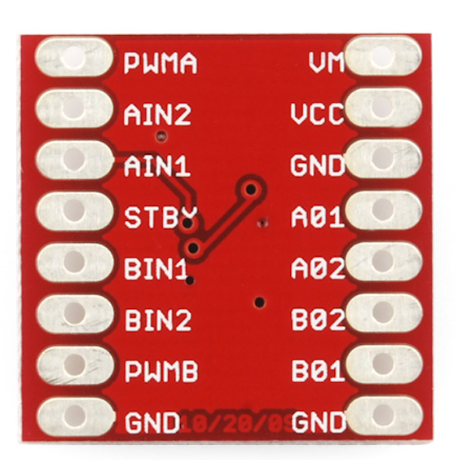 PWMA VM
AIN2 VCC
AIN1 GND
STBY A01
BIN1 A02
BIN2 B02
PWMB B01
GND 10/20/09 GND